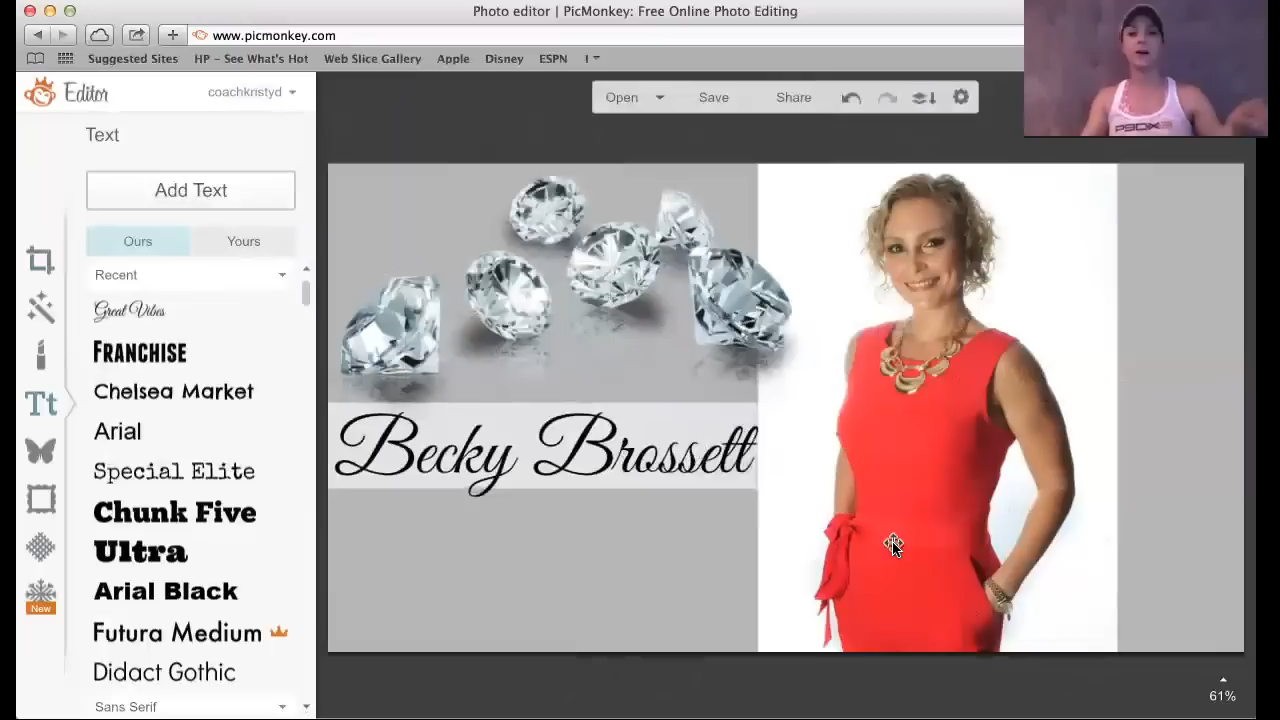 Photo editor | PicMonkey: Free Online Photo Editing
www.picmonkey.com
Suggested Sites HP – See What's Hot Web Slice Gallery Apple Disney ESPN
Editor
coachkristyd
Open Save Share
Text
P90X3
Add Text
Ours Yours
Recent
Great Vibes
Franchise
Chelsea Market
Arial
Special Elite
Chunk Five
Ultra
Arial Black
Futura Medium
Didact Gothic
Sans Serif
New
Becky Brossett
61%